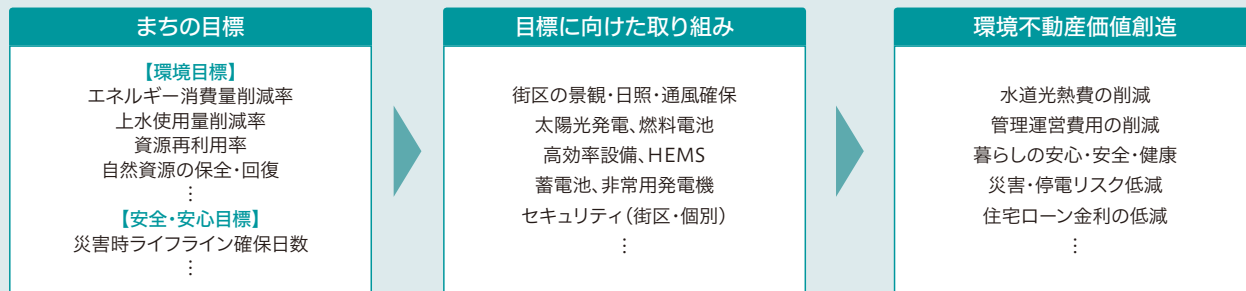 まちの目標
【環境目標】
エネルギー消費量削減率
上水使用量削減率
資源再利用率
自然資源の保全・回復
⋮
【安全・安心目標】
災害時ライフライン確保日数
⋮
目標に向けた取り組み
街区の景観・日照・通風確保
太陽光発電、燃料電池
高効率設備、HEMS
蓄電池、非常用発電機
セキュリティ（街区・個別）
⋮
環境不動産価値創造
水道光熱費の削減
管理運営費用の削減
暮らしの安心・安全・健康
災害・停電リスク低減
住宅ローン金利の低減
⋮